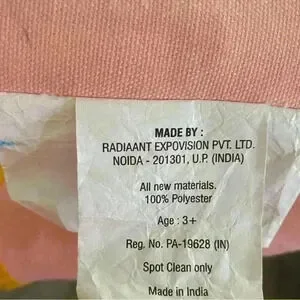 MADE BY :
RADIAANT EXPOVISION PVT. LTD.
NOIDA - 201301, U.P. (INDIA)
All new materials.
100% Polyester
Age : 3+
Reg. No. PA-19628 (IN)
Spot Clean only
Made in India